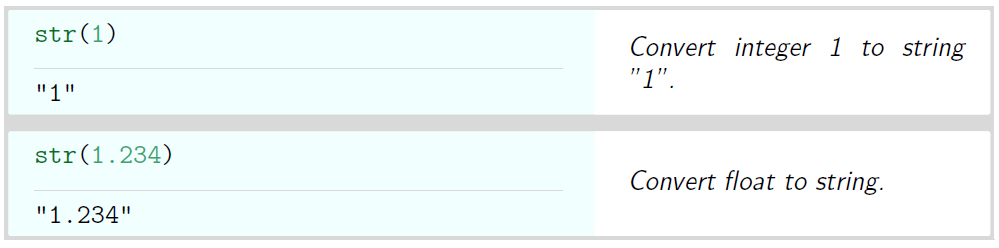 str(1)
"1"
Convert integer 1 to string
"1".
str(1.234)
"1.234"
Convert float to string.